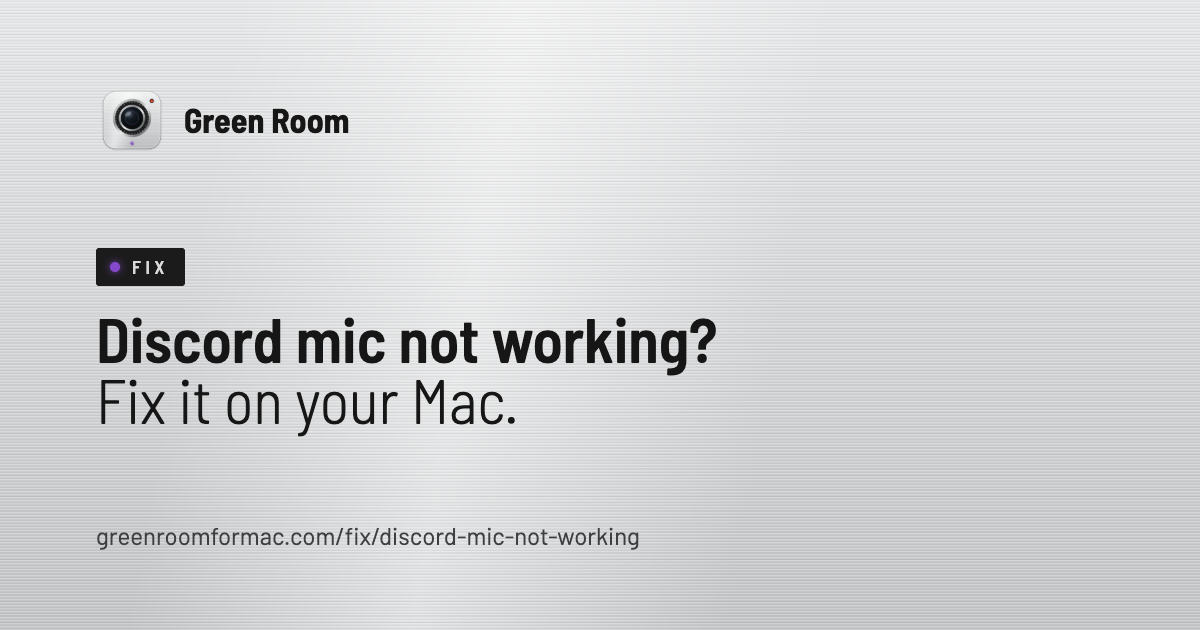 Green Room
FIX
Discord mic not working?
Fix it on your Mac.
greenroomformac.com/fix/discord-mic-not-working